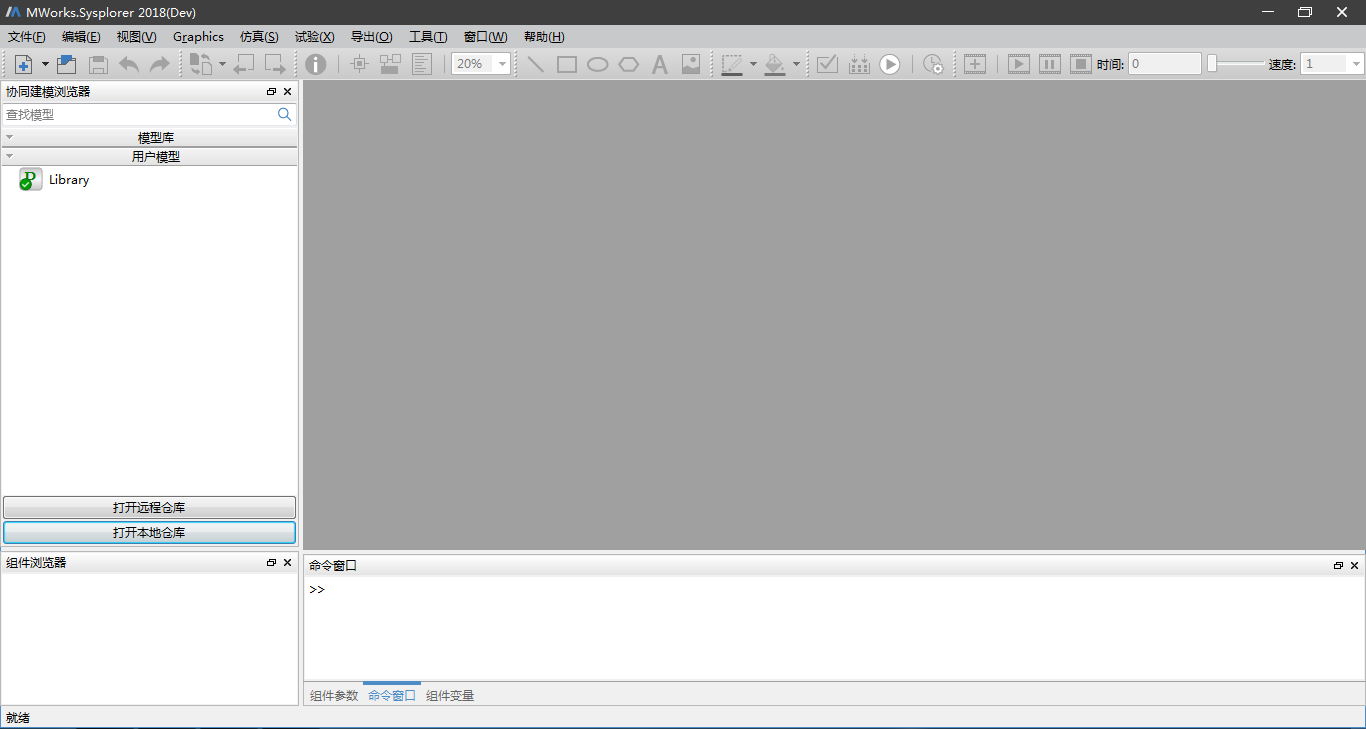 MWorks.Sysplorer 2018(Dev)
文件(F) 编辑(E) 视图(V) Graphics 仿真(S) 试验(X) 导出(O) 工具(T) 窗口(W) 帮助(H)
20% 时间: 0 速度: 1
协同建模浏览器
查找模型
模型库
用户模型
Library
打开远程仓库
打开本地仓库
组件浏览器
命令窗口
>>
组件参数 命令窗口 组件变量
就绪